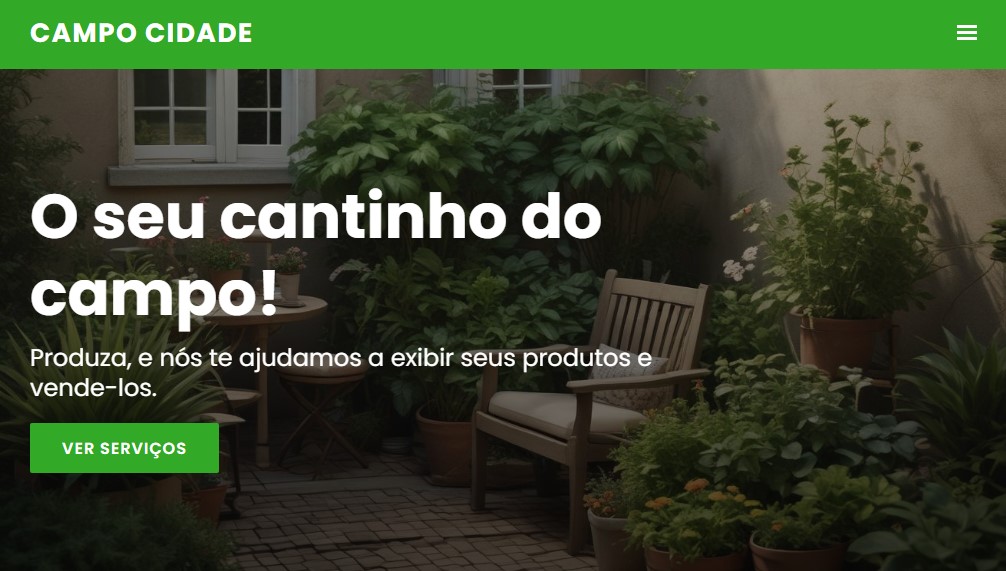 CAMPO CIDADE
O seu cantinho do
campo!
Produza, e nós te ajudamos a exibir seus produtos e
vende-los.
VER SERVIÇOS